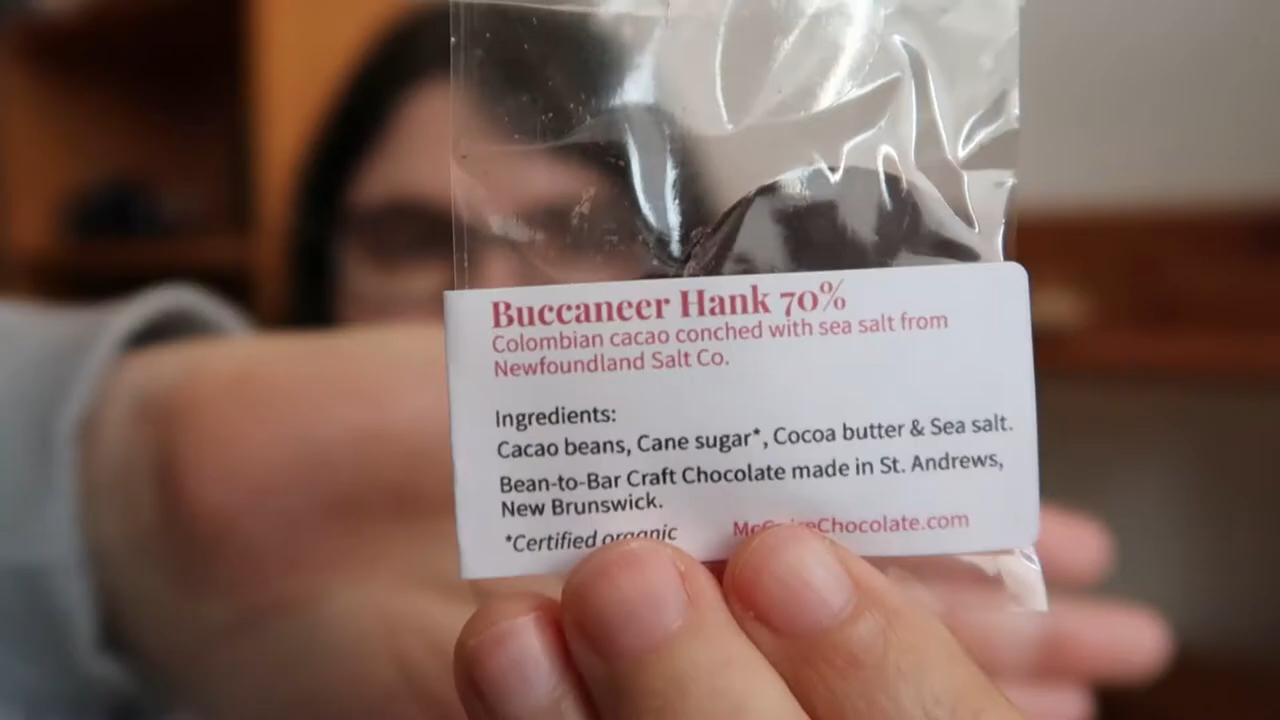 Buccaneer Hank 70%
Colombian cacao conched with sea salt from
Newfoundland Salt Co.
Ingredients:
Cacao beans, Cane sugar*, Cocoa butter & Sea salt.
Bean-to-Bar Craft Chocolate made in St. Andrews,
New Brunswick.
*Certified organic